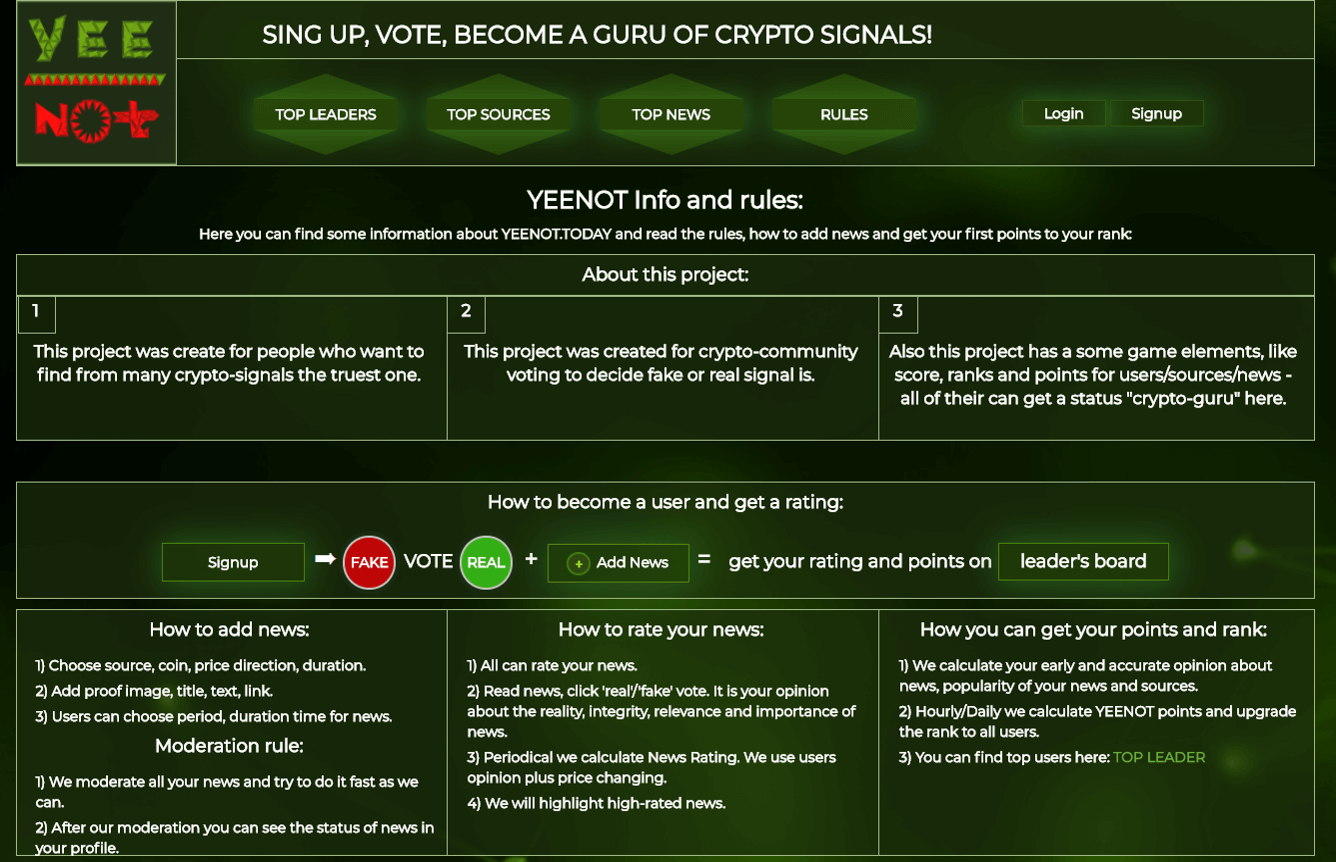 YEE
NOT
SING UP, VOTE, BECOME A GURU OF CRYPTO SIGNALS!
TOP LEADERS
TOP SOURCES
TOP NEWS
RULES
Login
Signup
YEENOT Info and rules:
Here you can find some information about YEENOT.TODAY and read the rules, how to add news and get your first points to your rank:
About this project:
1
This project was create for people who want to
find from many crypto-signals the truest one.
2
This project was created for crypto-community
voting to decide fake or real signal is.
3
Also this project has a some game elements, like
score, ranks and points for users/sources/news -
all of their can get a status "crypto-guru" here.
How to become a user and get a rating:
Signup ➡ FAKE VOTE REAL + + Add News = get your rating and points on leader's board
How to add news:
1) Choose source, coin, price direction, duration.
2) Add proof image, title, text, link.
3) Users can choose period, duration time for news.
Moderation rule:
1) We moderate all your news and try to do it fast as we
can.
2) After our moderation you can see the status of news in
your profile.
How to rate your news:
1) All can rate your news.
2) Read news, click 'real'/'fake' vote. It is your opinion
about the reality, integrity, relevance and importance of
news.
3) Periodical we calculate News Rating. We use users
opinion plus price changing.
4) We will highlight high-rated news.
How you can get your points and rank:
1) We calculate your early and accurate opinion about
news, popularity of your news and sources.
2) Hourly/Daily we calculate YEENOT points and upgrade
the rank to all users.
3) You can find top users here: TOP LEADER